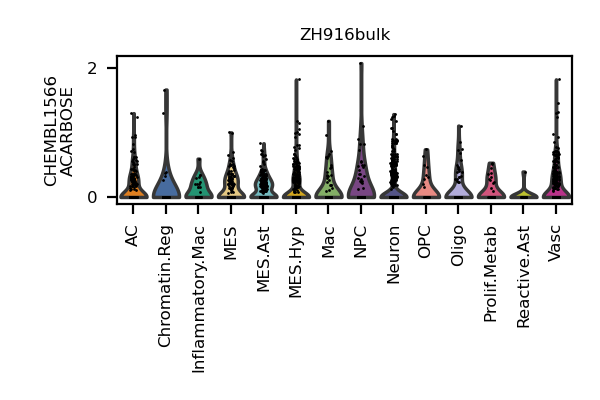 ZH916bulk
CHEMBL1566
ACARBOSE
2
0
AC
Chromatin.Reg
Inflammatory.Mac
MES
MES.Ast
MES.Hyp
Mac
NPC
Neuron
OPC
Oligo
Prolif.Metab
Reactive.Ast
Vasc